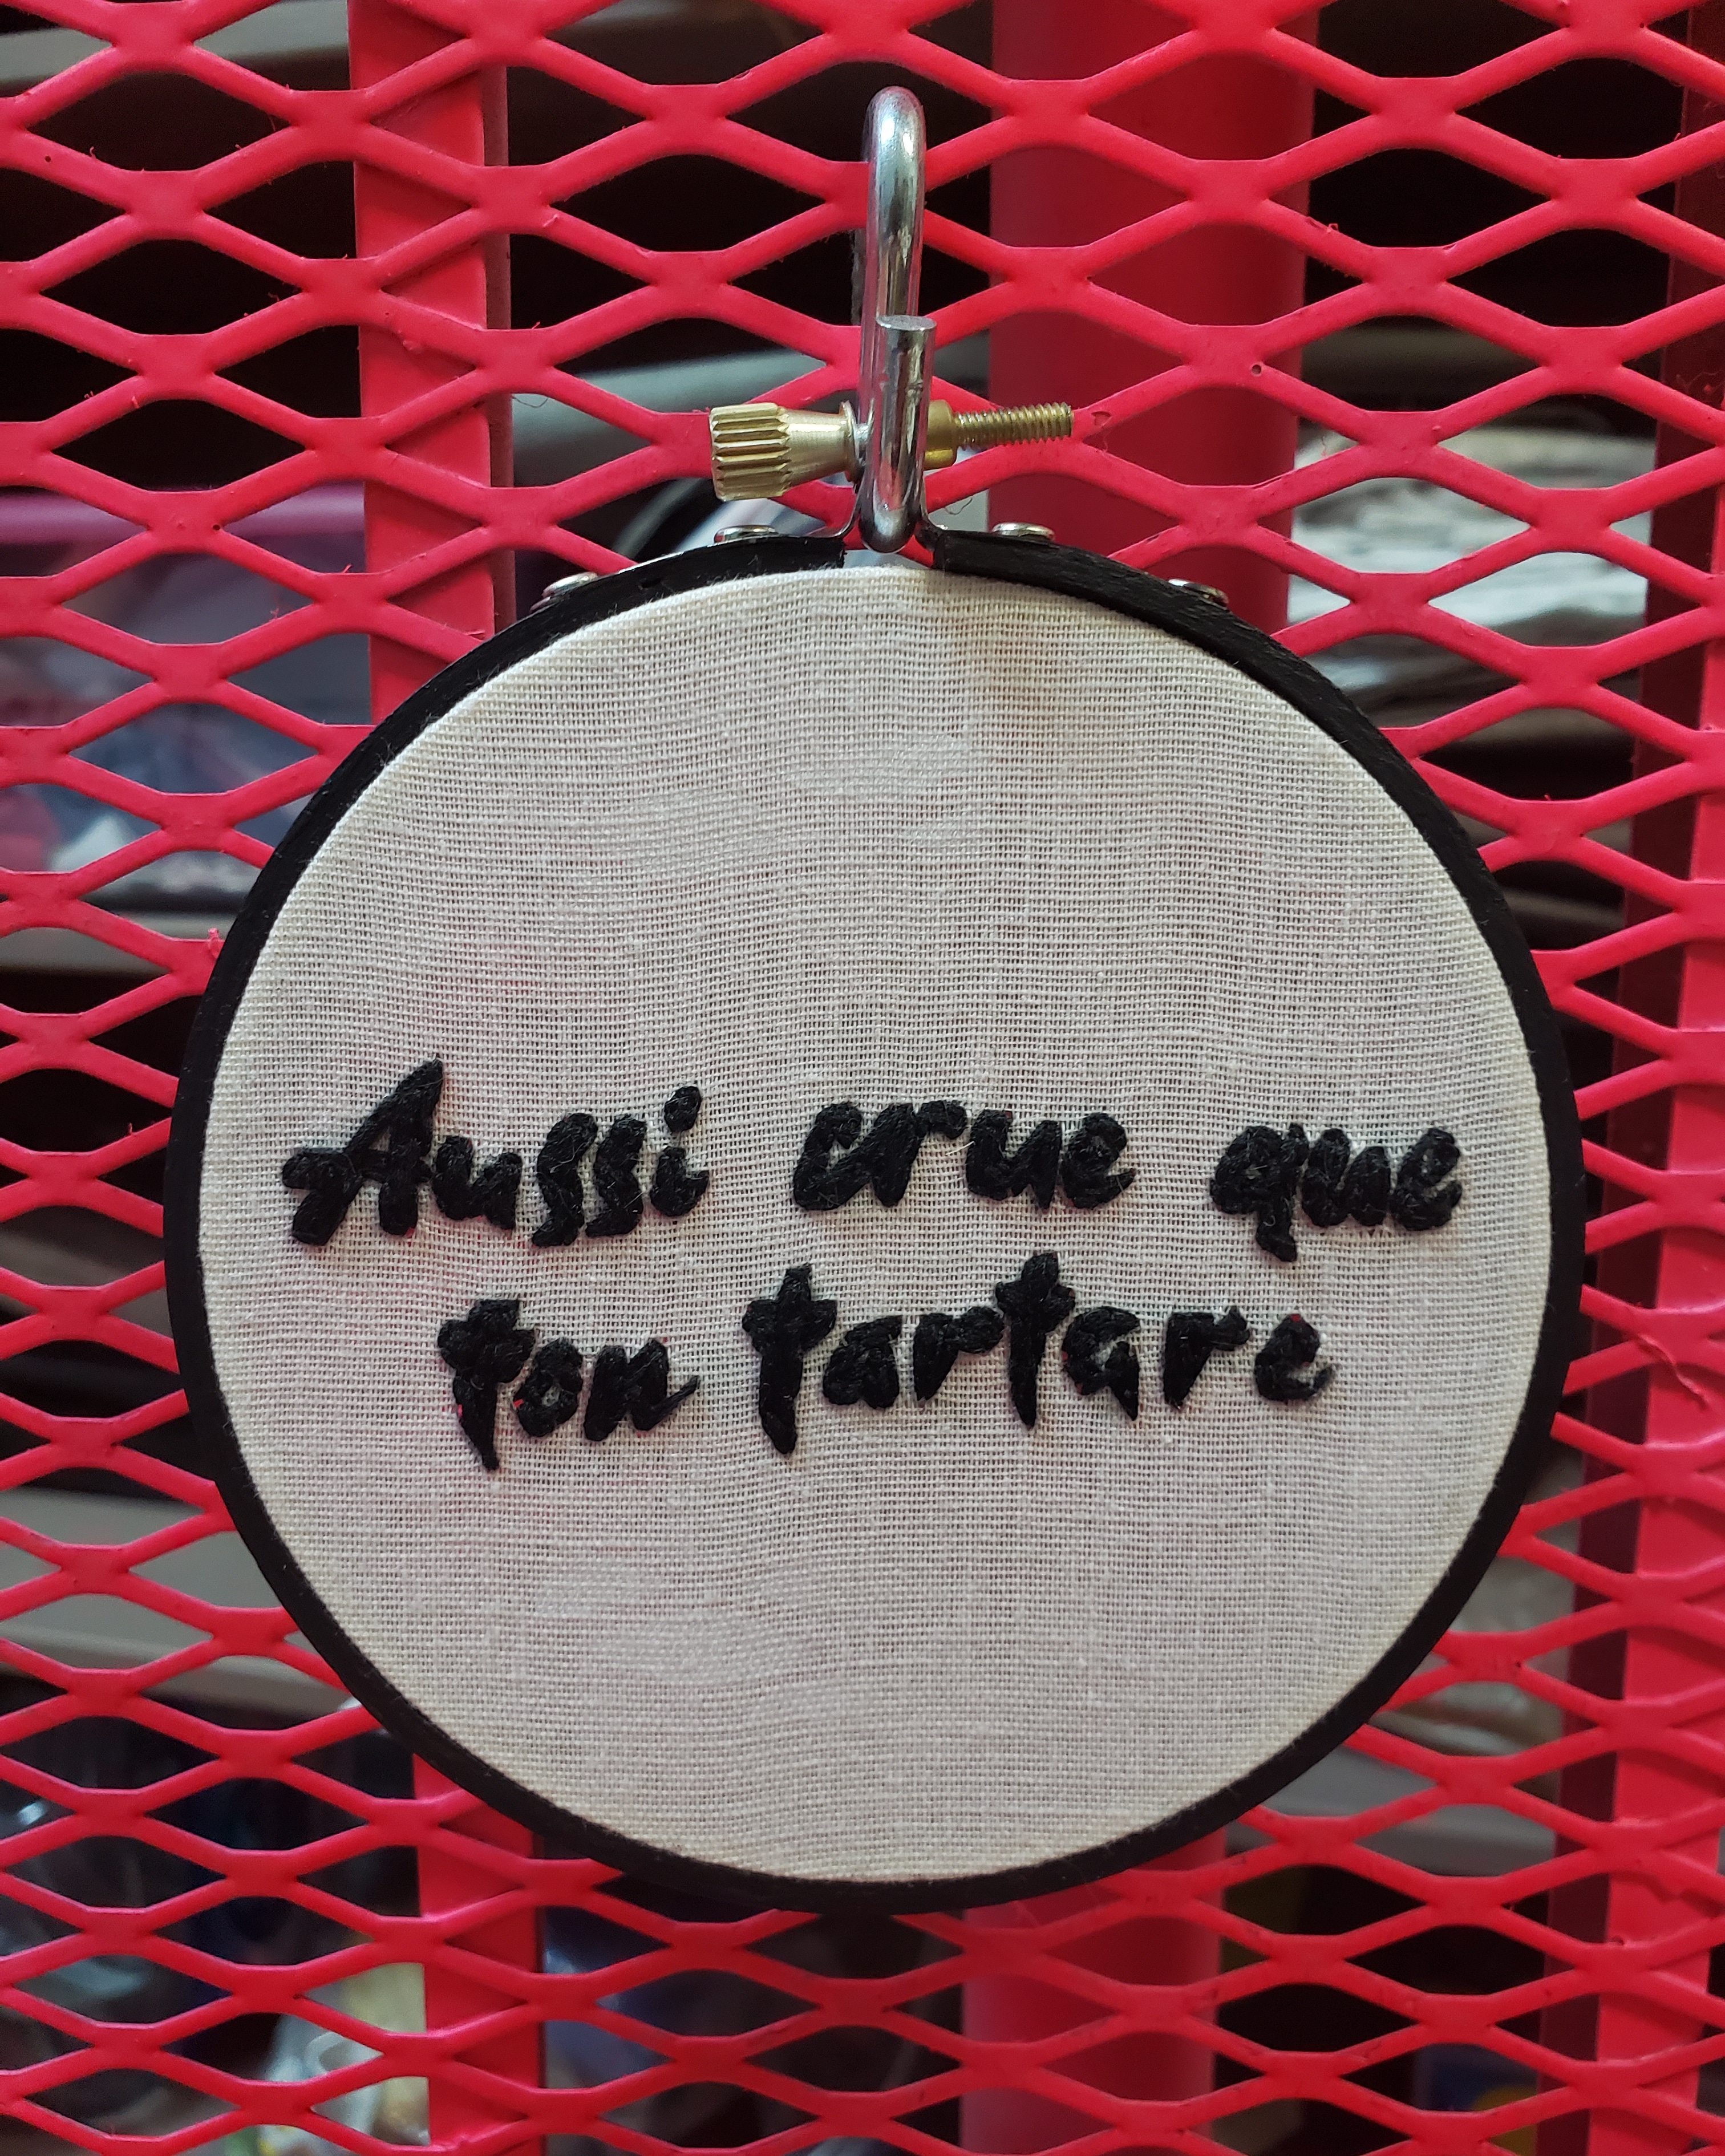 Aussi crue que
ton tartare